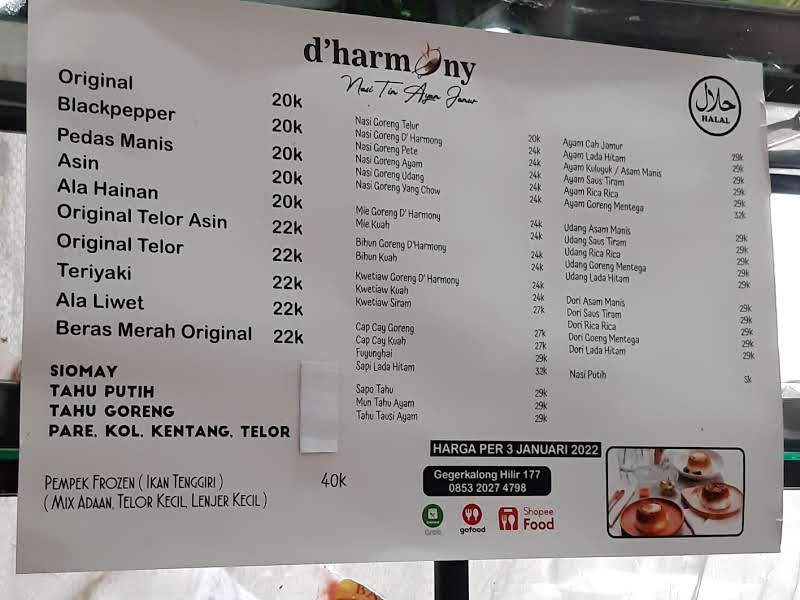 d'harmony
Nasi Tim Ayam Jamur
حلال
HALAL
Original 20k
Blackpepper 20k
Pedas Manis 20k
Asin 20k
Ala Hainan 20k
Original Telor Asin 22k
Original Telor 22k
Teriyaki 22k
Ala Liwet 22k
Beras Merah Original 22k
SIOMAY
TAHU PUTIH
TAHU GORENG
PARE, KOL, KENTANG, TELOR
PEMPEK FROZEN ( IKAN TENGGIRI ) 40k
( MIX ADAAN, TELOR KECIL, LENJER KECIL )
Nasi Goreng Telur 20k
Nasi Goreng D' Harmony 24k
Nasi Goreng Pete 24k
Nasi Goreng Ayam 24k
Nasi Goreng Udang 24k
Nasi Goreng Yang Chow
Mie Goreng D' Harmony 24k
Mie Kuah 24k
Bihun Goreng D'Harmony 24k
Bihun Kuah 24k
Kwetiaw Goreng D' Harmony 24k
Kwetiaw Kuah 24k
Kwetiaw Siram 27k
Cap Cay Goreng 27k
Cap Cay Kuah 27k
Fuyunghai 29k
Sapi Lada Hitam 32k
Sapo Tahu 29k
Mun Tahu Ayam 29k
Tahu Tausi Ayam 29k
Ayam Cah Jamur 29k
Ayam Lada Hitam 29k
Ayam Kuluyuk / Asam Manis 29k
Ayam Saus Tiram 29k
Ayam Rica Rica 29k
Ayam Goreng Mentega 32k
Udang Asam Manis 29k
Udang Saus Tiram 29k
Udang Rica Rica 29k
Udang Goreng Mentega 29k
Udang Lada Hitam 29k
Dori Asam Manis 29k
Dori Saus Tiram 29k
Dori Rica Rica 29k
Dori Goeng Mentega 29k
Dori Lada Hitam 29k
Nasi Putih 5k
HARGA PER 3 JANUARI 2022
Gegerkalong Hilir 177
0853 2027 4798
Grab
gofood
Shopee Food